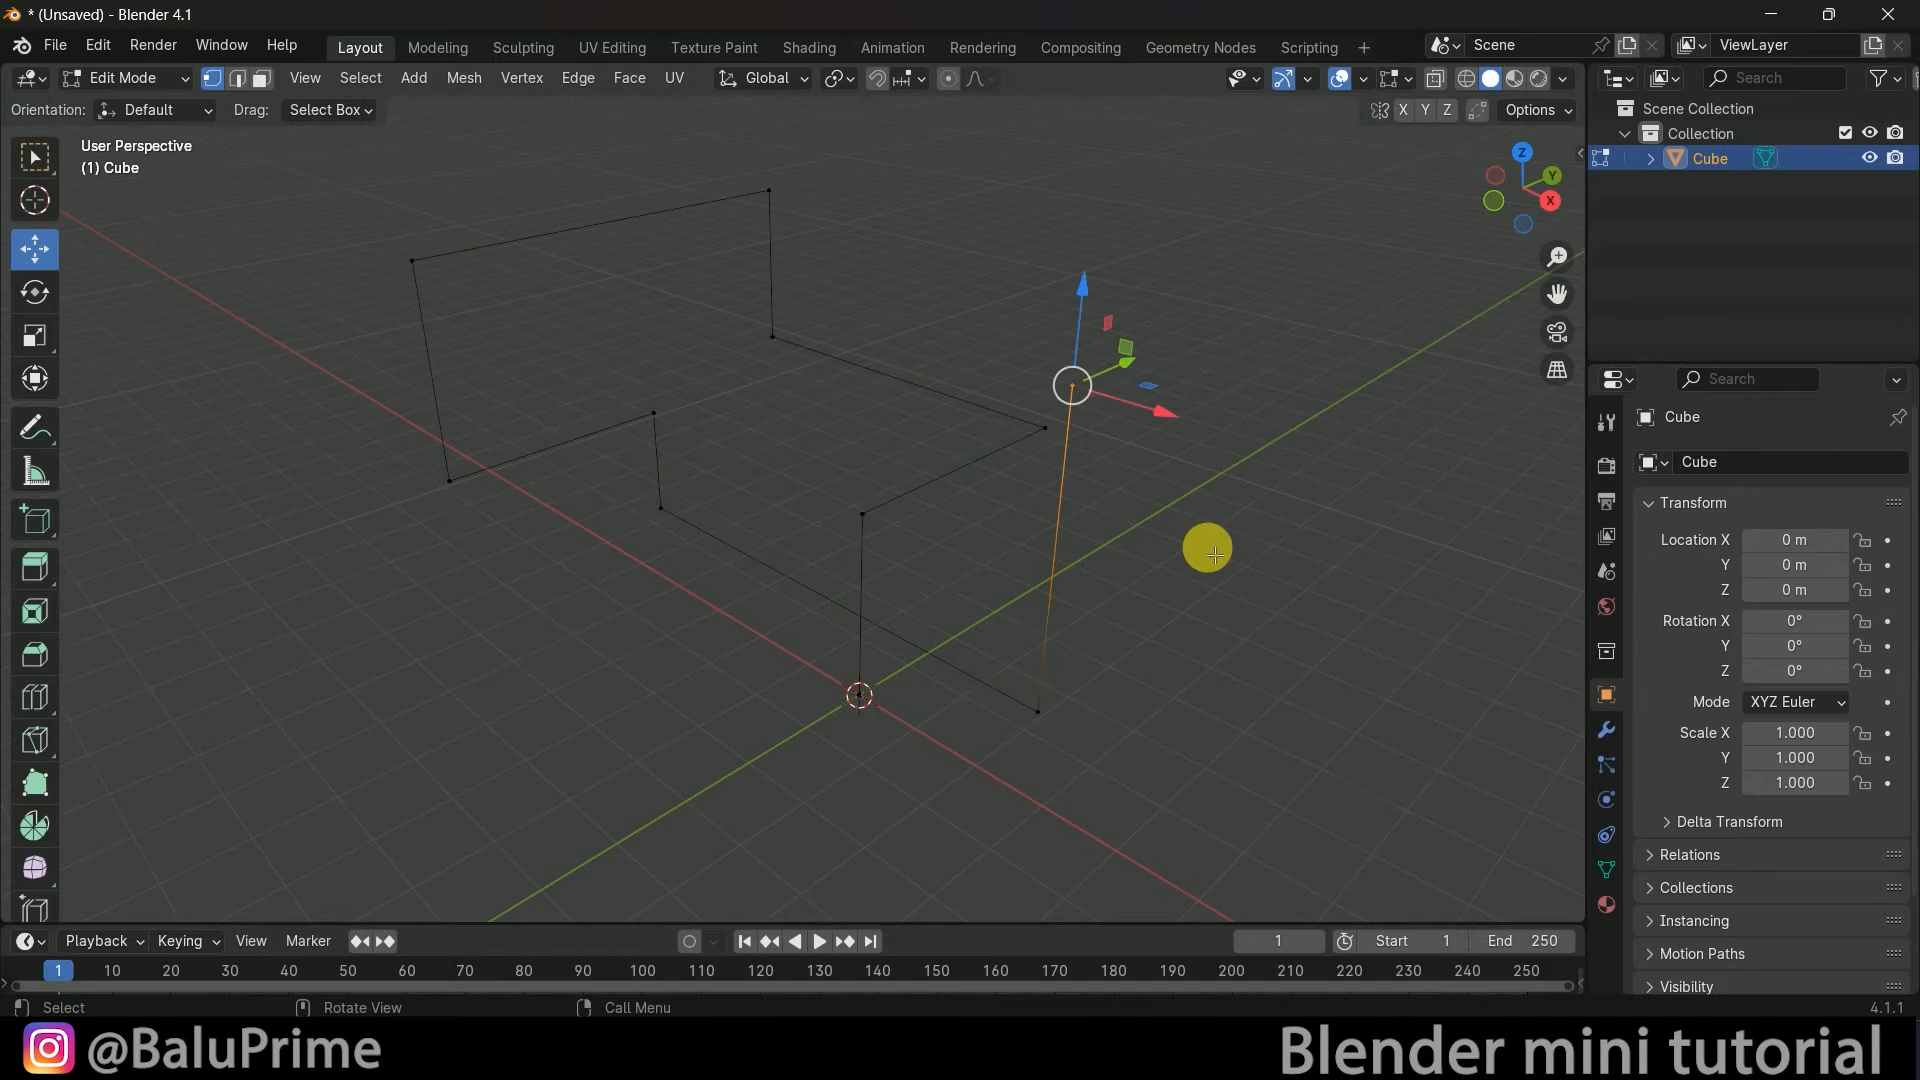 * (Unsaved) - Blender 4.1
File Edit Render Window Help Layout Modeling Sculpting UV Editing Texture Paint Shading Animation Rendering Compositing Geometry Nodes Scripting + Scene ViewLayer
Edit Mode View Select Add Mesh Vertex Edge Face UV Global Search
Orientation: Default Drag: Select Box X Y Z Options
Scene Collection
Collection
Cube
User Perspective
(1) Cube
Z
Y
X
Search
Cube
Cube
Transform
Location X 0 m
Y 0 m
Z 0 m
Rotation X 0°
Y 0°
Z 0°
Mode XYZ Euler
Scale X 1.000
Y 1.000
Z 1.000
Delta Transform
Relations
Collections
Instancing
Motion Paths
Visibility
Playback Keying View Marker 1 Start 1 End 250
1 10 20 30 40 50 60 70 80 90 100 110 120 130 140 150 160 170 180 190 200 210 220 230 240 250
Select Rotate View Call Menu 4.1.1
@BaluPrime Blender mini tutorial